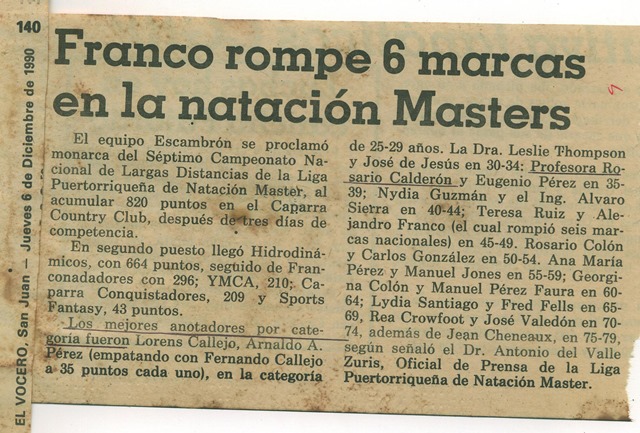 140
EL VOCERO, San Juan — Jueves 6 de Diciembre de 1990
Franco rompe 6 marcas
en la natación Masters
El equipo Escambrón se proclamó
monarca del Séptimo Campeonato Na-
cional de Largas Distancias de la Liga
Puertorriqueña de Natación Master, al
acumular 820 puntos en el Caparra
Country Club, después de tres días de
competencia.
En segundo puesto llegó Hidrodiná-
micos, con 664 puntos, segtido de Fran-
conadadores con 296; YMCA, 210; Ca-
parra Conquistadores, 209 y Sports
Fantasy, 43 puntos.
Los mejores anotadores por cate-
goría fueron Lorens Callejo, Arnaldo A.
Pérez (empatando con Fernando Callejo
a 35 puntos cada uno), en la categoría
de 25-29 años. La Dra. Leslie Thompson
y José de Jesús en 30-34: Profesora Ro-
sario Calderón y Eugenio Pérez en 35-
39; Nydia Guzmán y el Ing. Alvaro
Sierra en 40-44; Teresa Ruiz y Ale-
jandro Franco (el cual rompió seis mar-
cas nacionales) en 45-49. Rosario Colón
y Carlos González en 50-54. Ana María
Pérez y Manuel Jones en 55-59; Georgi-
na Colón y Manuel Pérez Faura en 60-
64; Lydia Santiago y Fred Fells en 65-
69, Rea Crowfoot y José Valedón en 70-
74, además de Jean Cheneaux, en 75-79,
según señaló el Dr. Antonio del Valle
Zuris, Oficial de Prensa de la Liga
Puertorriqueña de Natación Master.